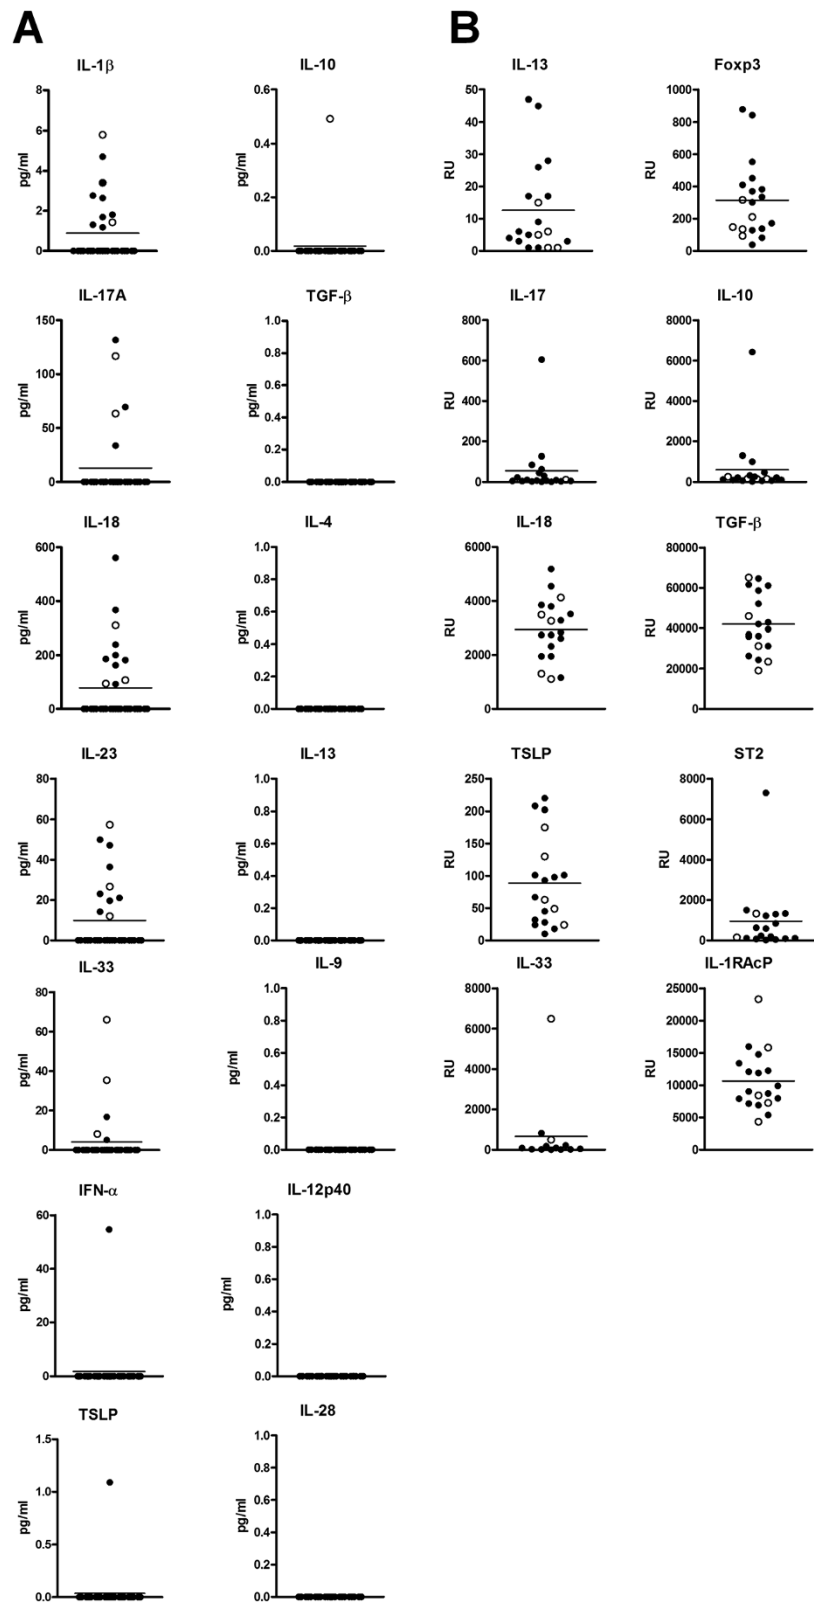 A
B
IL-1β
pg/ml
8
6
4
2
0
IL-10
pg/ml
0.6
0.4
0.2
0.0
IL-13
RU
50
40
30
20
10
0
Foxp3
RU
1000
800
600
400
200
0
IL-17A
pg/ml
150
100
50
0
TGF-β
pg/ml
1.0
0.8
0.6
0.4
0.2
0.0
IL-17
RU
800
600
400
200
0
IL-10
RU
8000
6000
4000
2000
0
IL-18
pg/ml
600
400
200
0
IL-4
pg/ml
1.0
0.8
0.6
0.4
0.2
0.0
IL-18
RU
6000
4000
2000
0
TGF-β
RU
80000
60000
40000
20000
0
IL-23
pg/ml
80
60
40
20
0
IL-13
pg/ml
1.0
0.8
0.6
0.4
0.2
0.0
TSLP
RU
250
200
150
100
50
0
ST2
RU
8000
6000
4000
2000
0
IL-33
pg/ml
80
60
40
20
0
IL-9
pg/ml
1.0
0.8
0.6
0.4
0.2
0.0
IL-33
RU
8000
6000
4000
2000
0
IL-1RAcP
RU
25000
20000
15000
10000
5000
0
IFN-α
pg/ml
60
40
20
0
IL-12p40
pg/ml
1.0
0.8
0.6
0.4
0.2
0.0
TSLP
pg/ml
1.5
1.0
0.5
0.0
IL-28
pg/ml
1.0
0.8
0.6
0.4
0.2
0.0